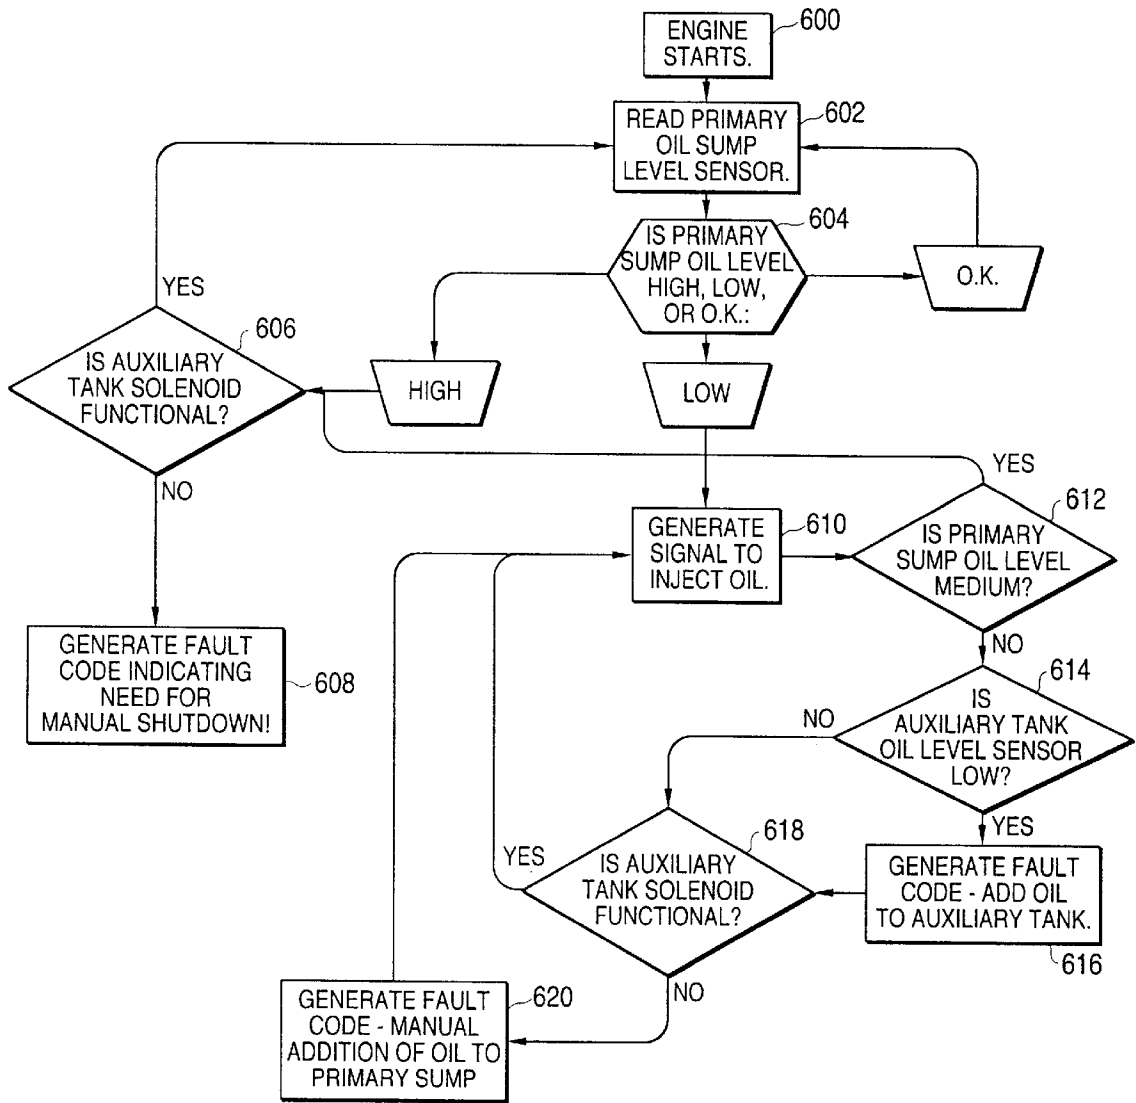 ENGINE
STARTS.
600
READ PRIMARY
OIL SUMP
LEVEL SENSOR.
602
IS PRIMARY
SUMP OIL LEVEL
HIGH, LOW,
OR O.K.:
604
O.K.
YES
IS AUXILIARY
TANK SOLENOID
FUNCTIONAL?
606
HIGH
LOW
NO
YES
GENERATE
SIGNAL TO
INJECT OIL.
610
IS PRIMARY
SUMP OIL LEVEL
MEDIUM?
612
GENERATE FAULT
CODE INDICATING
NEED FOR
MANUAL SHUTDOWN!
608
NO
IS
AUXILIARY TANK
OIL LEVEL SENSOR
LOW?
614
NO
YES
IS AUXILIARY
TANK SOLENOID
FUNCTIONAL?
618
YES
GENERATE FAULT
CODE - ADD OIL
TO AUXILIARY TANK.
616
NO
GENERATE FAULT
CODE - MANUAL
ADDITION OF OIL TO
PRIMARY SUMP
620